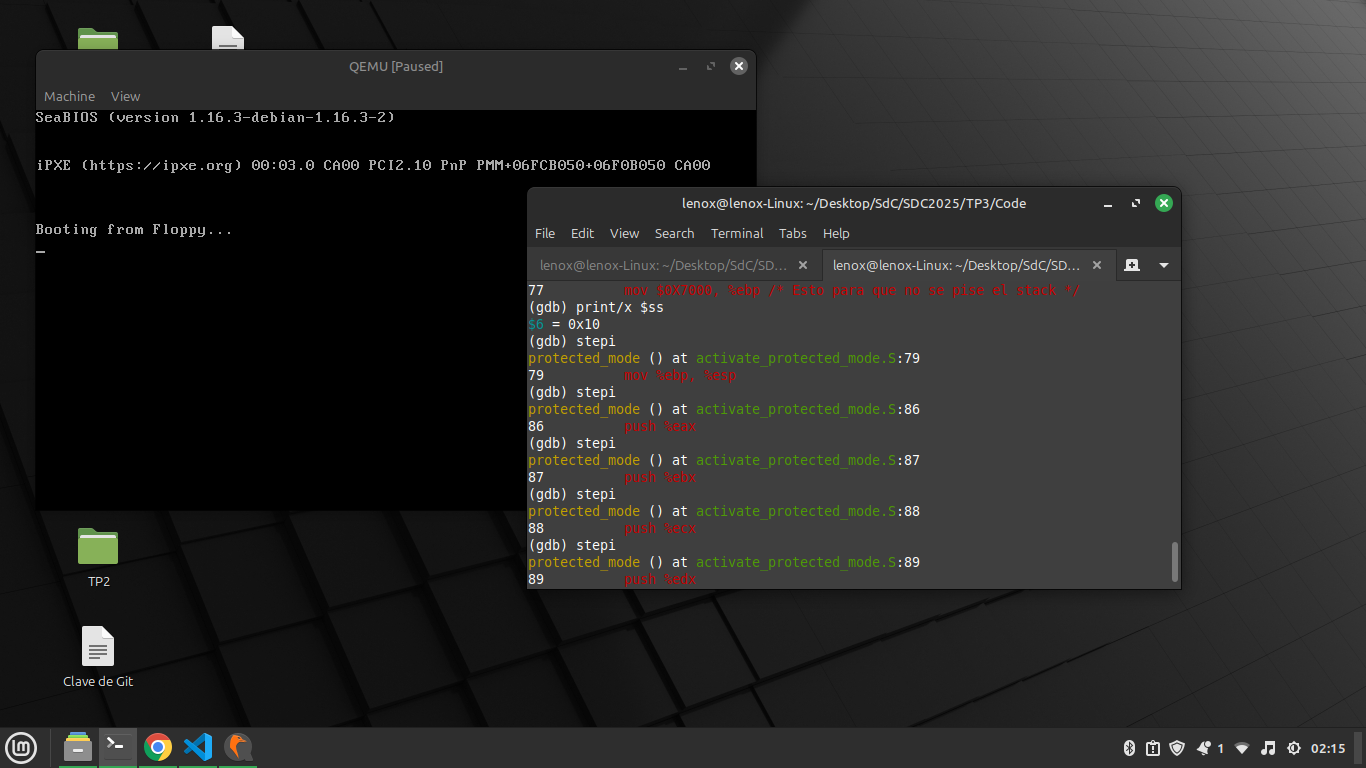 QEMU [Paused]
Machine View
SeaBIOS (version 1.16.3-debian-1.16.3-2)
iPXE (https://ipxe.org) 00:03.0 CA00 PCI2.10 PnP PMM+06FCB050+06F0B050 CA00
Booting from Floppy...
lenox@lenox-Linux: ~/Desktop/SdC/SDC2025/TP3/Code
File Edit View Search Terminal Tabs Help
lenox@lenox-Linux: ~/Desktop/SdC/SD... lenox@lenox-Linux: ~/Desktop/SdC/SD...
77 mov $0X7000, %ebp /* Esto para que no se pise el stack */
(gdb) print/x $ss
$6 = 0x10
(gdb) stepi
protected_mode () at activate_protected_mode.S:79
79 mov %ebp, %esp
(gdb) stepi
protected_mode () at activate_protected_mode.S:86
86 push %eax
(gdb) stepi
protected_mode () at activate_protected_mode.S:87
87 push %ebx
(gdb) stepi
protected_mode () at activate_protected_mode.S:88
88 push %ecx
(gdb) stepi
protected_mode () at activate_protected_mode.S:89
89 push %edx
TP2
Clave de Git
1 02:15